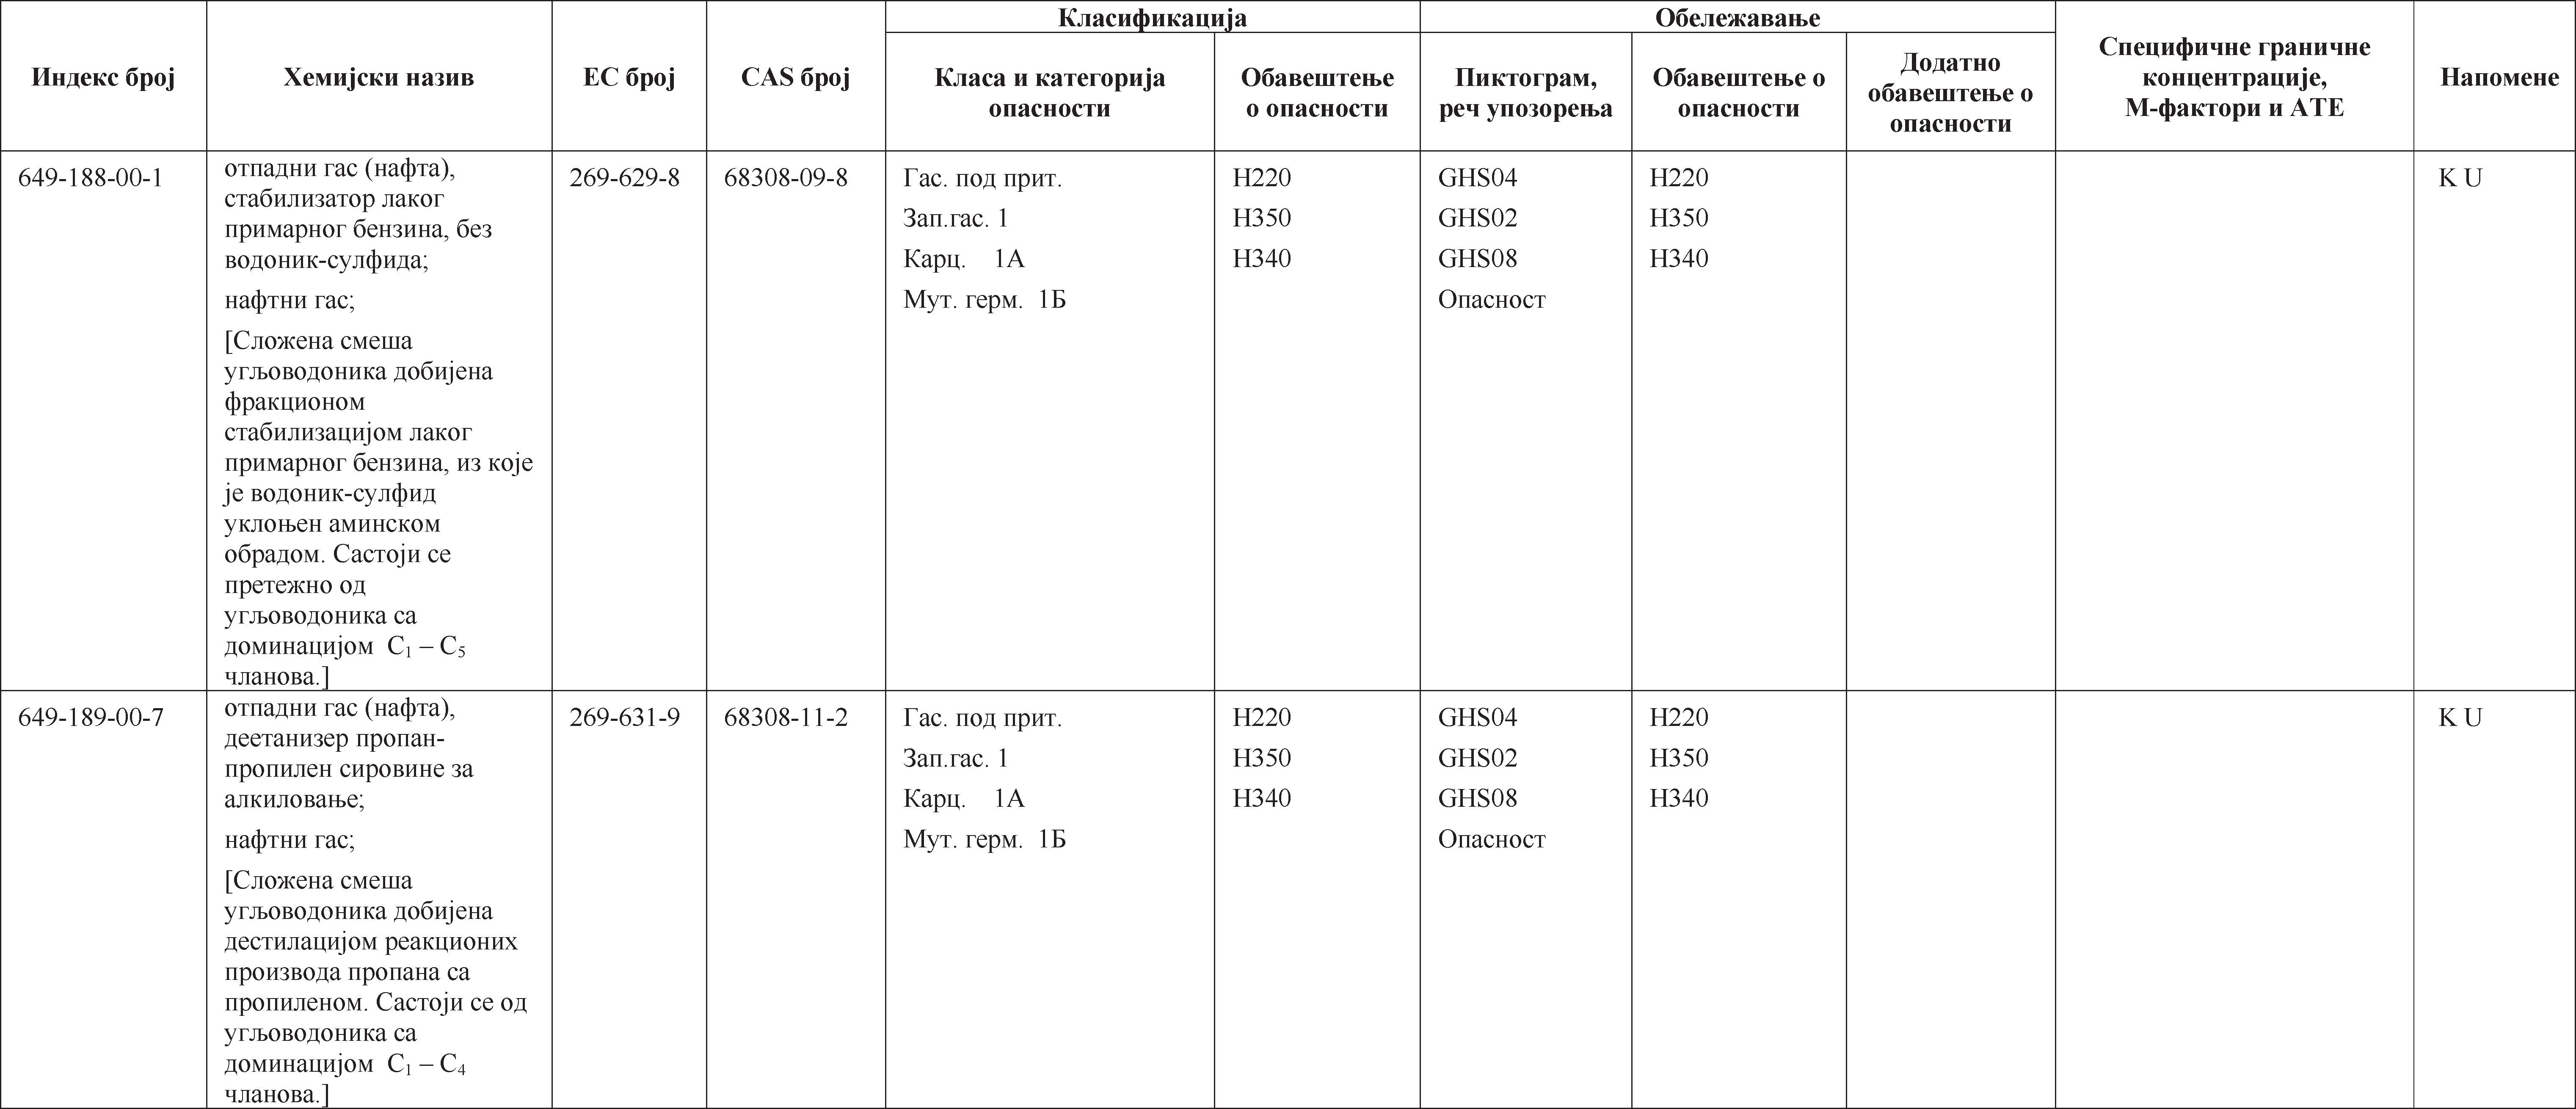 Индекс број
Хемијски назив
ЕС број
CAS број
Класификација
Класа и категорија
опасности
Обавештење
о опасности
Обележавање
Пиктограм,
реч упозорења
Обавештење о
опасности
Додатно
обавештење о
опасности
Специфичне граничне
концентрације,
М-фактори и АТЕ
Напомене
649-188-00-1
отпадни гас (нафта),
стабилизатор лаког
примарног бензина, без
водоник-сулфида;
нафтни гас;
[Сложена смеша
угљоводоника добијена
фракционом
стабилизацијом лаког
примарног бензина, из које
је водоник-сулфид
уклоњен аминском
обрадом. Састоји се
претежно од
угљоводоника са
доминацијом C₁ – C₅
чланова.]
269-629-8
68308-09-8
Гас. под прит.
Зап.гас. 1
Карц. 1А
Мут. герм. 1Б
H220
H350
H340
GHS04
GHS02
GHS08
Опасност
H220
H350
H340
K U
649-189-00-7
отпадни гас (нафта),
деетанизер пропан-
пропилен сировине за
алкиловање;
нафтни гас;
[Сложена смеша
угљоводоника добијена
дестилацијом реакционих
производа пропана са
пропиленом. Састоји се од
угљоводоника са
доминацијом C₁ – C₄
чланова.]
269-631-9
68308-11-2
Гас. под прит.
Зап.гас. 1
Карц. 1А
Мут. герм. 1Б
H220
H350
H340
GHS04
GHS02
GHS08
Опасност
H220
H350
H340
K U